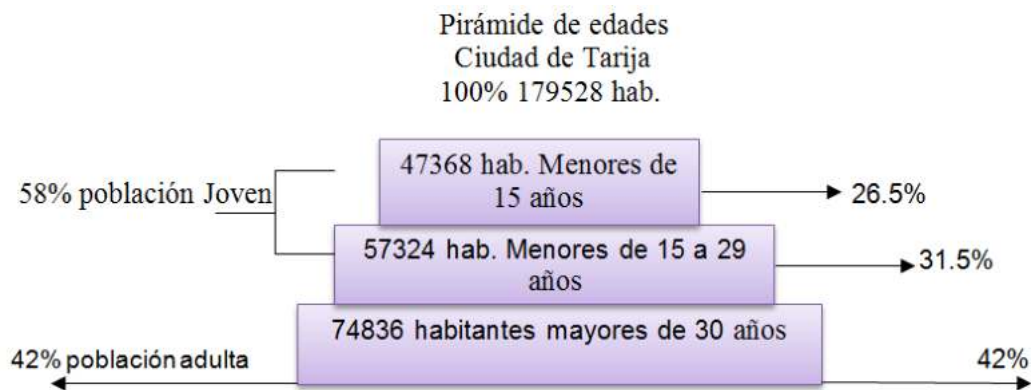 Pirámide de edades
Ciudad de Tarija
100% 179528 hab.
47368 hab. Menores de
15 años
26.5%
58% población Joven
57324 hab. Menores de 15 a 29
años
31.5%
74836 habitantes mayores de 30 años
42% población adulta
42%